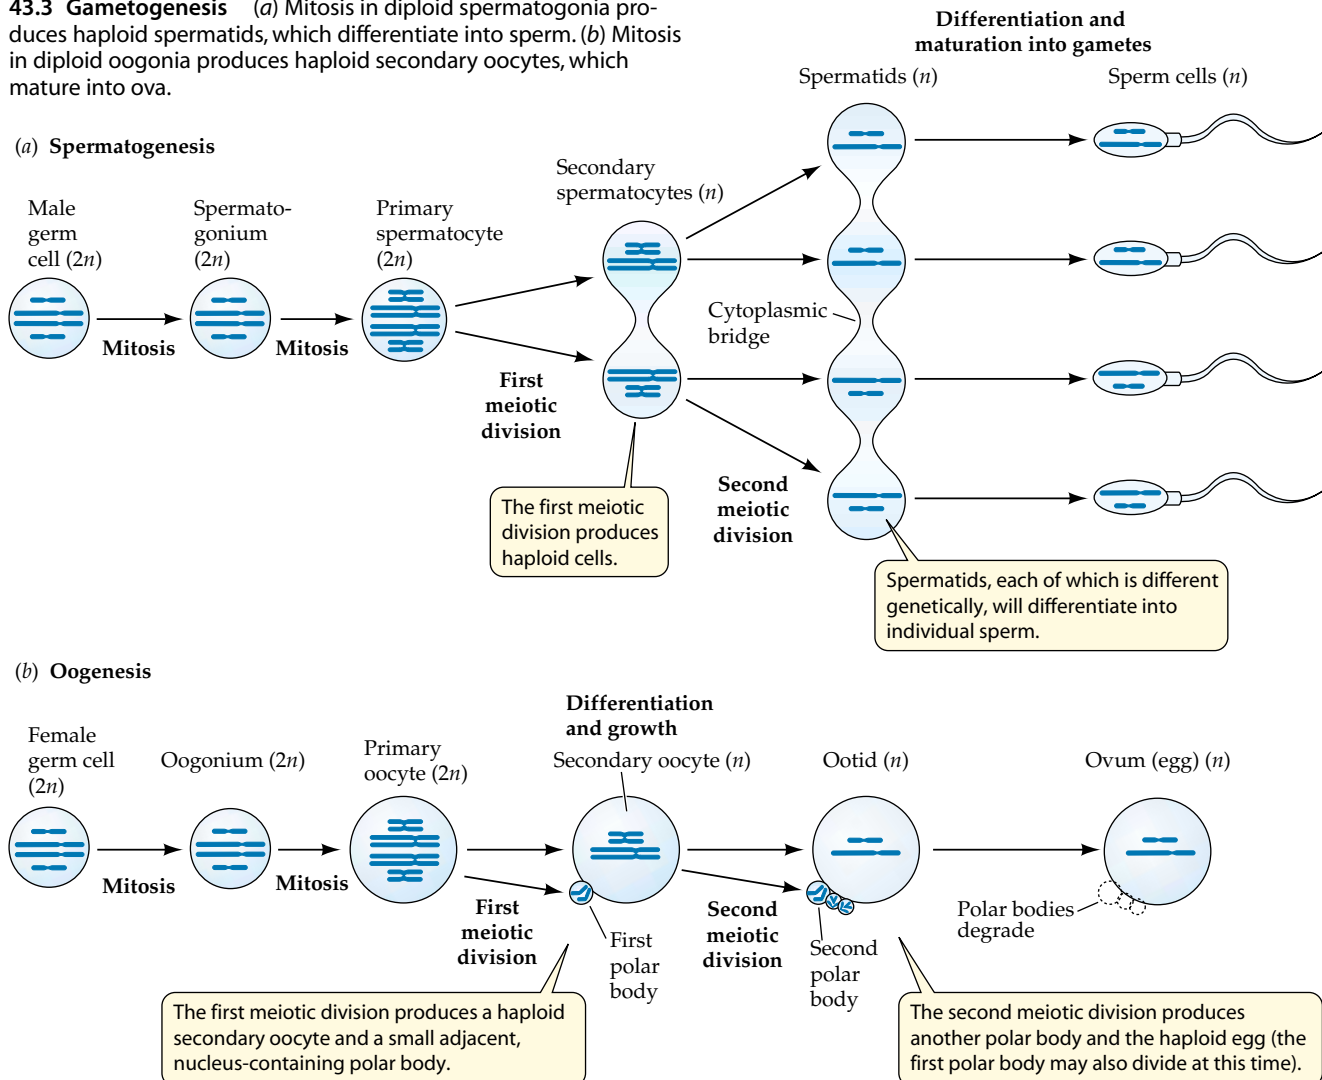 43.3 Gametogenesis (a) Mitosis in diploid spermatogonia pro-
duces haploid spermatids, which differentiate into sperm. (b) Mitosis
in diploid oogonia produces haploid secondary oocytes, which
mature into ova.
Differentiation and
maturation into gametes
Spermatids (n)
Sperm cells (n)
(a) Spermatogenesis
Male
germ
cell (2n)
Spermato-
gonium
(2n)
Primary
spermatocyte
(2n)
Secondary
spermatocytes (n)
Mitosis
Mitosis
First
meiotic
division
Cytoplasmic
bridge
Second
meiotic
division
The first meiotic
division produces
haploid cells.
Spermatids, each of which is different
genetically, will differentiate into
individual sperm.
(b) Oogenesis
Female
germ cell
(2n)
Oogonium (2n)
Primary
oocyte (2n)
Differentiation
and growth
Secondary oocyte (n)
Ootid (n)
Ovum (egg) (n)
Mitosis
Mitosis
First
meiotic
division
First
polar
body
Second
meiotic
division
Second
polar
body
Polar bodies
degrade
The first meiotic division produces a haploid
secondary oocyte and a small adjacent,
nucleus-containing polar body.
The second meiotic division produces
another polar body and the haploid egg (the
first polar body may also divide at this time).